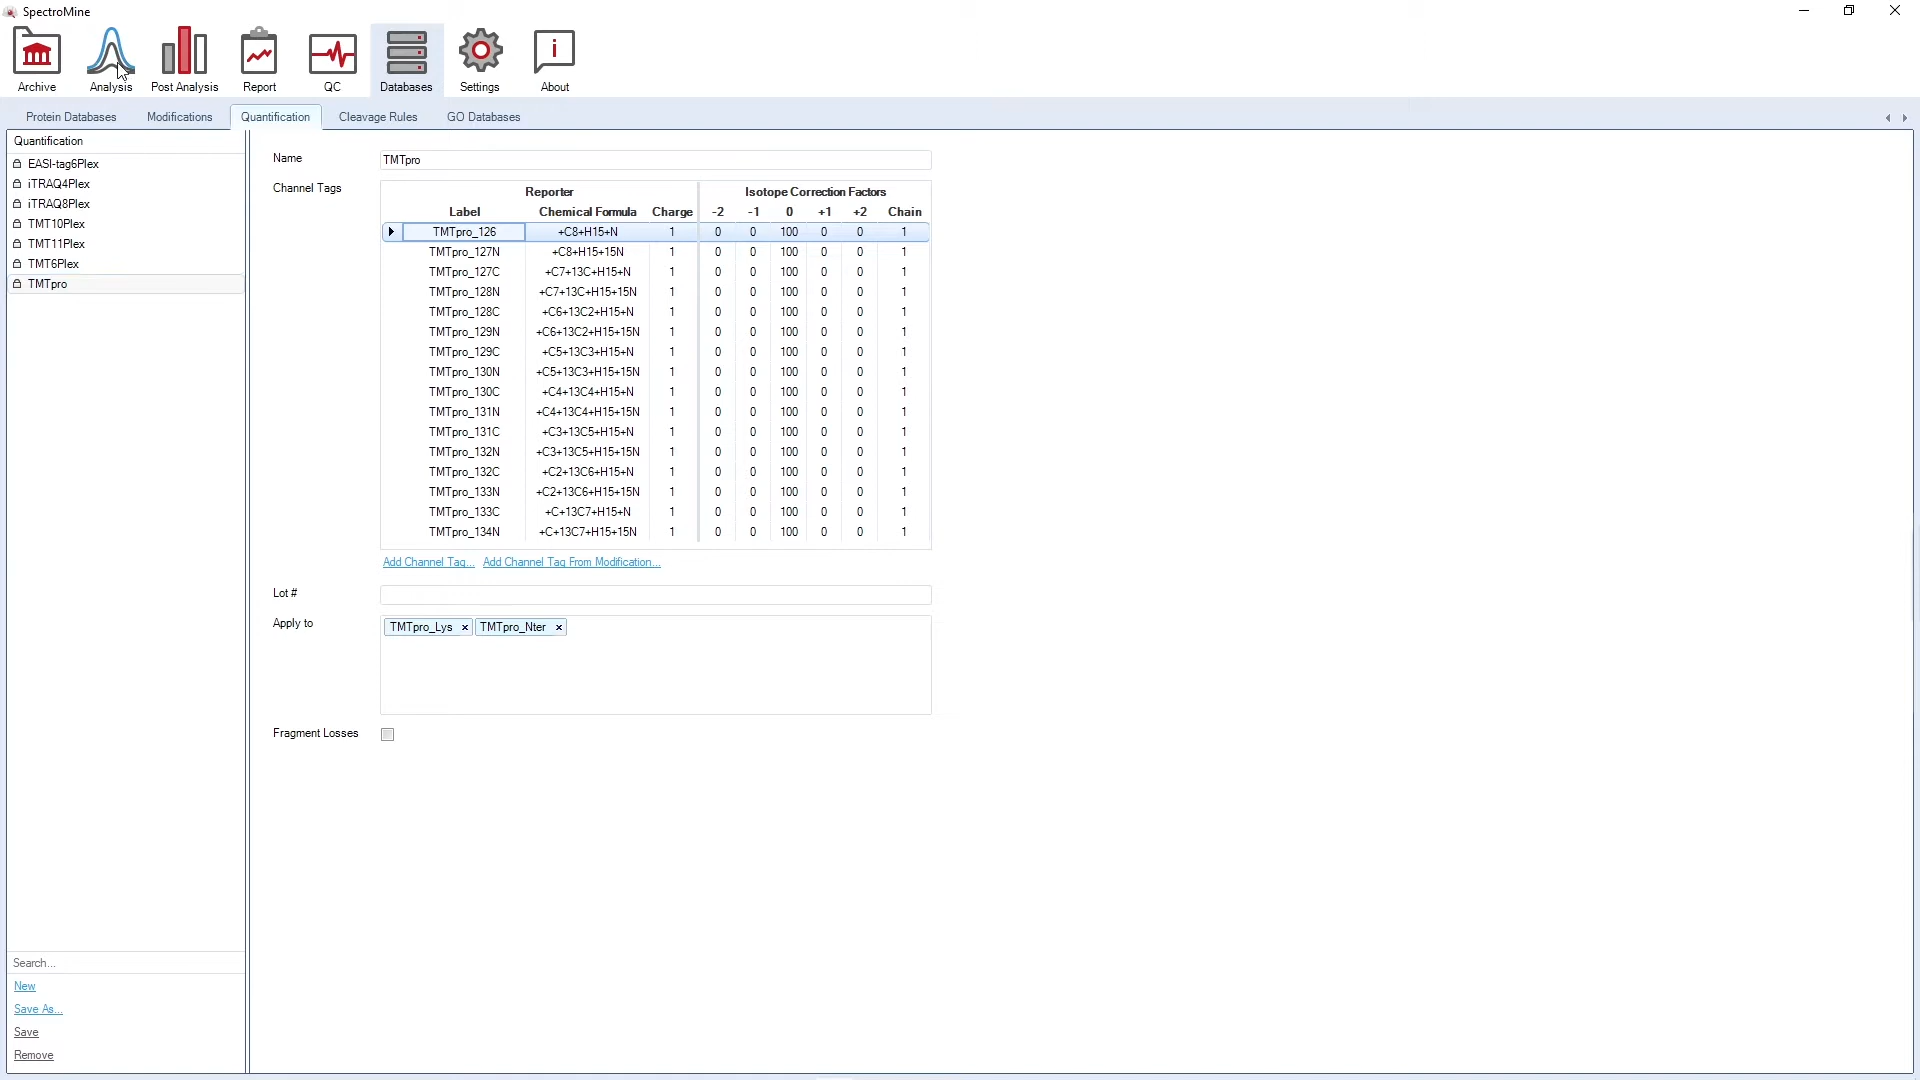 SpectroMine
Archive Analysis Post Analysis Report QC Databases Settings About
Protein Databases Modifications Quantification Cleavage Rules GO Databases
Quantification
EASI-tag6Plex
iTRAQ4Plex
iTRAQ8Plex
TMT10Plex
TMT11Plex
TMT6Plex
TMTpro
Search...
New
Save As...
Save
Remove
Name TMTpro
Channel Tags
Reporter Isotope Correction Factors
Label Chemical Formula Charge -2 -1 0 +1 +2 Chain
TMTpro_126 +C8+H15+N 1 0 0 100 0 0 1
TMTpro_127N +C8+H15+15N 1 0 0 100 0 0 1
TMTpro_127C +C7+13C+H15+N 1 0 0 100 0 0 1
TMTpro_128N +C7+13C+H15+15N 1 0 0 100 0 0 1
TMTpro_128C +C6+13C2+H15+N 1 0 0 100 0 0 1
TMTpro_129N +C6+13C2+H15+15N 1 0 0 100 0 0 1
TMTpro_129C +C5+13C3+H15+N 1 0 0 100 0 0 1
TMTpro_130N +C5+13C3+H15+15N 1 0 0 100 0 0 1
TMTpro_130C +C4+13C4+H15+N 1 0 0 100 0 0 1
TMTpro_131N +C4+13C4+H15+15N 1 0 0 100 0 0 1
TMTpro_131C +C3+13C5+H15+N 1 0 0 100 0 0 1
TMTpro_132N +C3+13C5+H15+15N 1 0 0 100 0 0 1
TMTpro_132C +C2+13C6+H15+N 1 0 0 100 0 0 1
TMTpro_133N +C2+13C6+H15+15N 1 0 0 100 0 0 1
TMTpro_133C +C+13C7+H15+N 1 0 0 100 0 0 1
TMTpro_134N +C+13C7+H15+15N 1 0 0 100 0 0 1
Add Channel Tag... Add Channel Tag From Modification...
Lot #
Apply to TMTpro_Lys × TMTpro_Nter ×
Fragment Losses